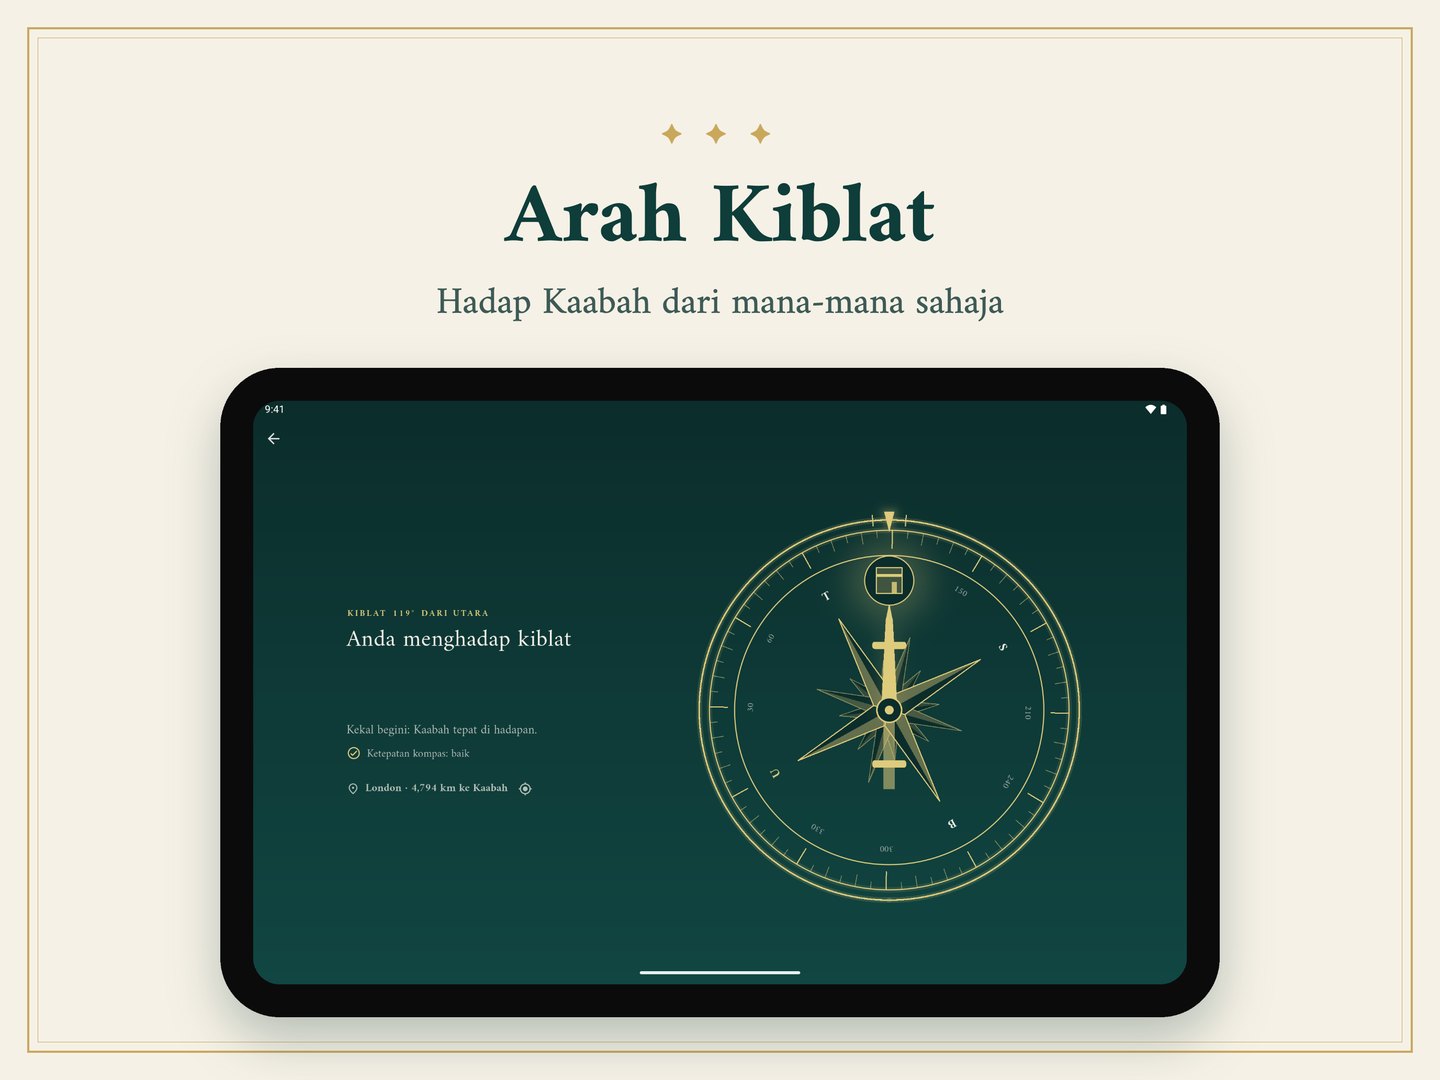 Arah Kiblat
Hadap Kaabah dari mana-mana sahaja
9:41
KIBLAT 119° DARI UTARA
Anda menghadap kiblat
Kekal begini: Kaabah tepat di hadapan.
Ketepatan kompas: baik
London · 4,794 km ke Kaabah
T
150
60
S
30
210
U
240
330
B
300